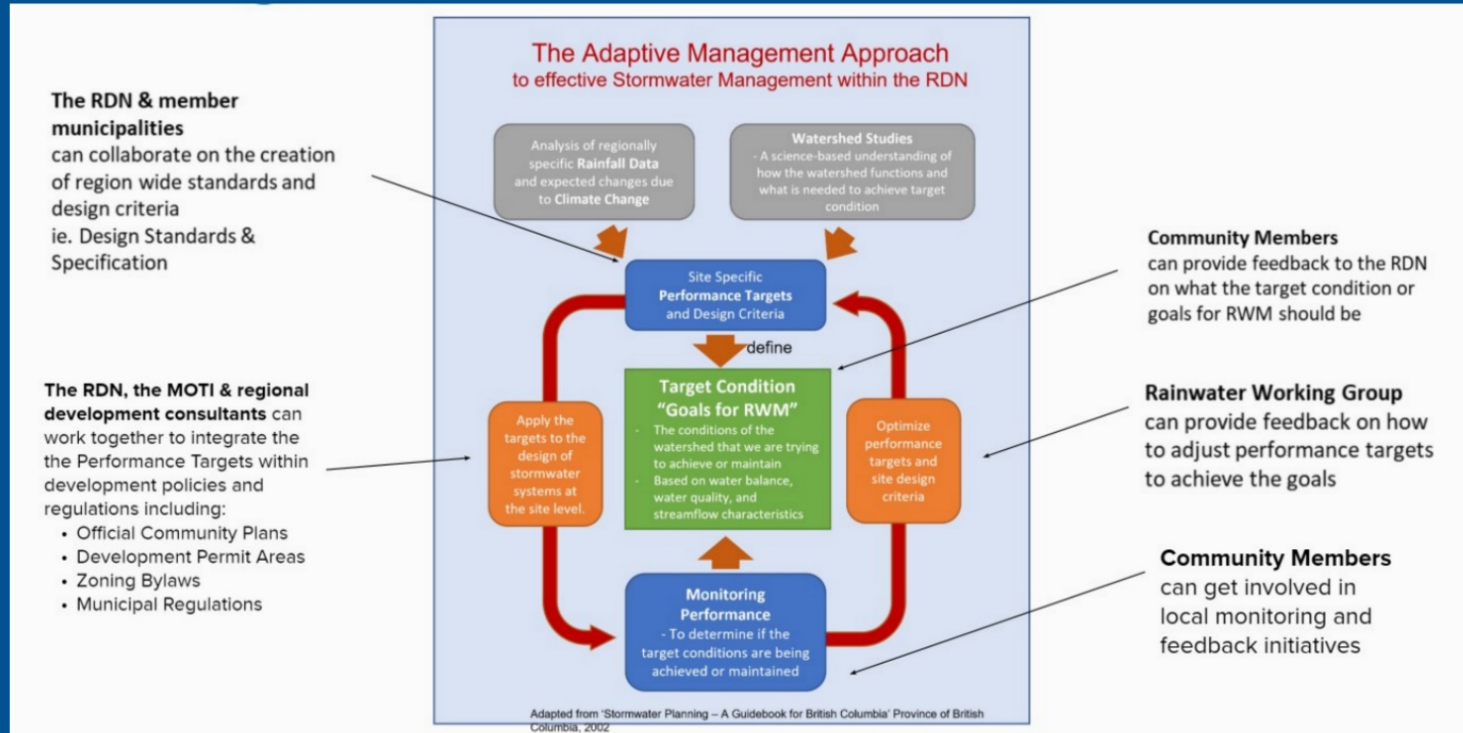 The Adaptive Management Approach
to effective Stormwater Management within the RDN
The RDN & member
municipalities
can collaborate on the creation
of region wide standards and
design criteria
ie. Design Standards &
Specification
The RDN, the MOTI & regional
development consultants can
work together to integrate the
the Performance Targets within
development policies and
regulations including:
• Official Community Plans
• Development Permit Areas
• Zoning Bylaws
• Municipal Regulations
Analysis of regionally
specific Rainfall Data
and expected changes due
to Climate Change
Watershed Studies
- A science-based understanding of
how the watershed functions and
what is needed to achieve target
condition
Site Specific
Performance Targets
and Design Criteria
define
Target Condition
“Goals for RWM”
- The conditions of the
watershed that we are trying
to achieve or maintain
- Based on water balance,
water quality, and
streamflow characteristics
Apply the
targets to the
design of
stormwater
systems at
the site level.
Optimize
performance
targets and
site design
criteria
Monitoring
Performance
- To determine if the
target conditions are being
achieved or maintained
Adapted from ‘Stormwater Planning – A Guidebook for British Columbia’ Province of British
Columbia, 2002
Community Members
can provide feedback to the RDN
on what the target condition or
goals for RWM should be
Rainwater Working Group
can provide feedback on how
to adjust performance targets
to achieve the goals
Community Members
can get involved in
local monitoring and
feedback initiatives